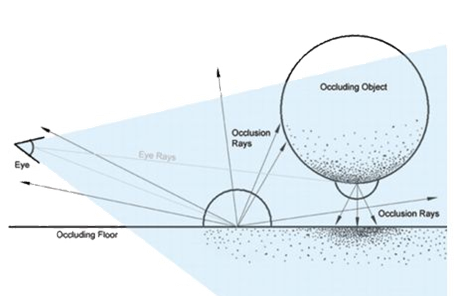 Occluding Object
Occlusion
Rays
Eye Rays
Eye
Occlusion Rays
Occluding Floor